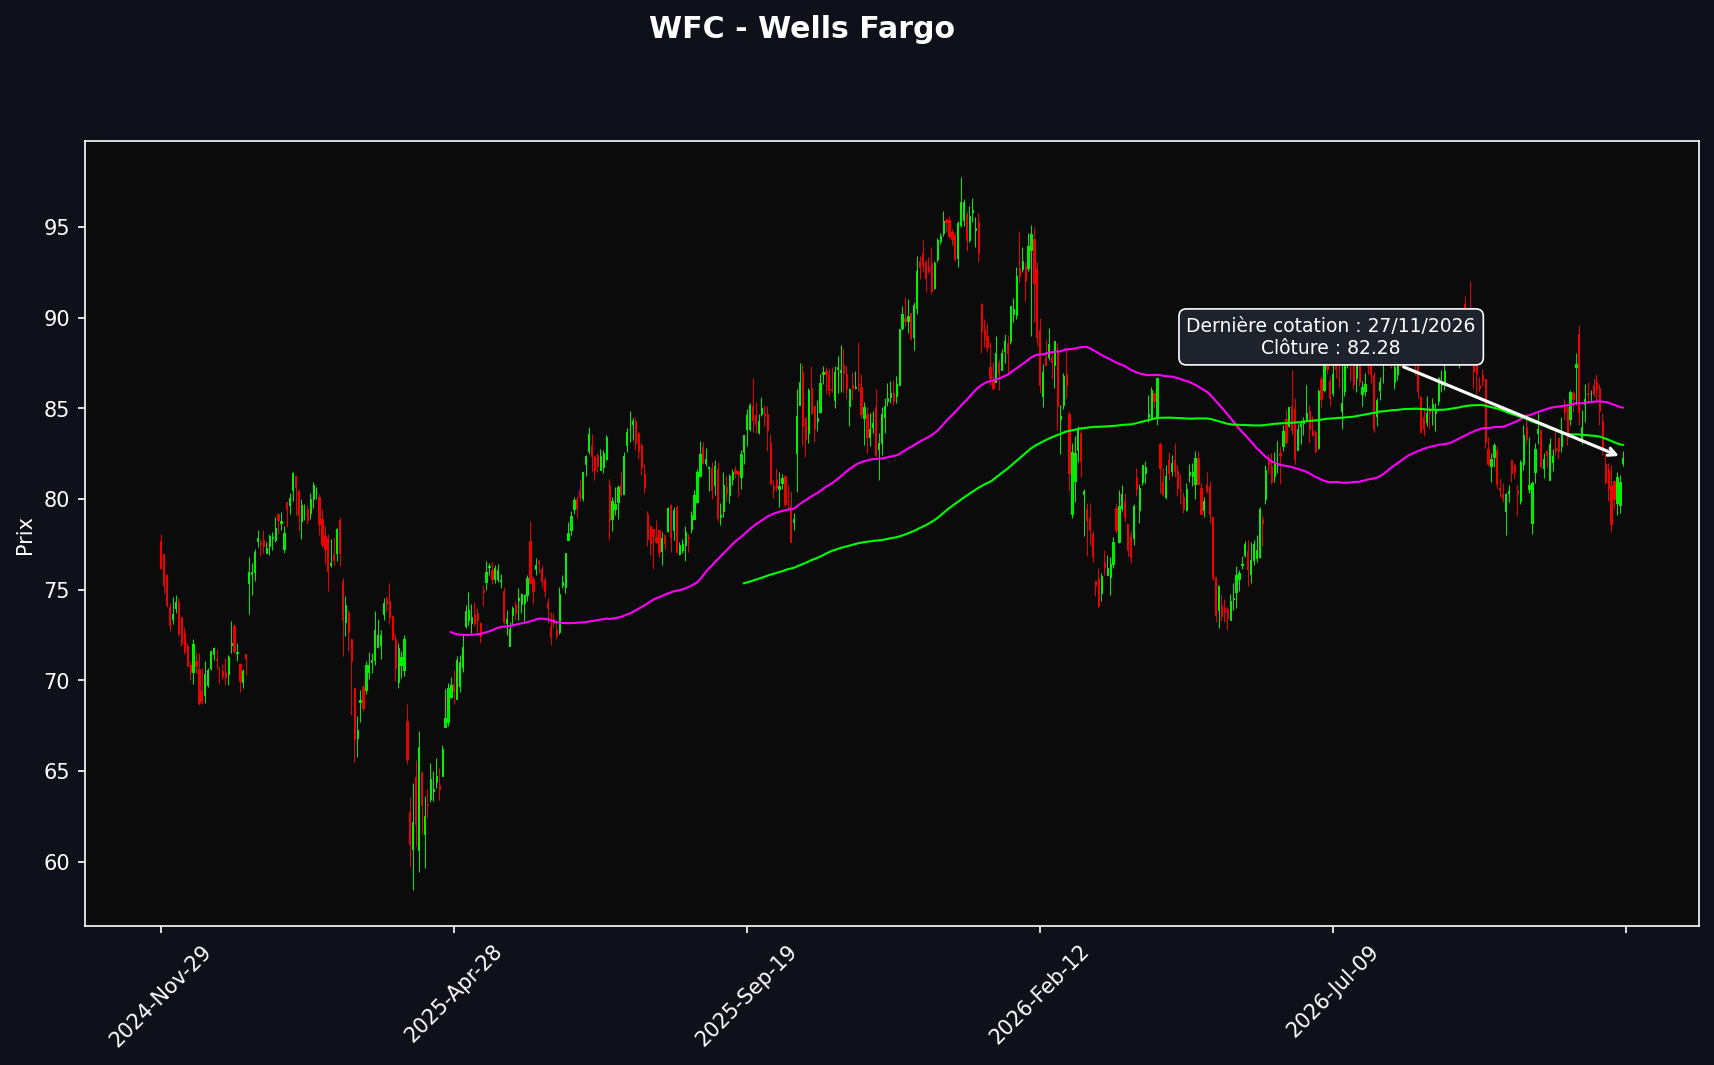 WFC - Wells Fargo
Dernière cotation : 27/11/2026
Clôture : 82.28
Prix
95
90
85
80
75
70
65
60
2024-Nov-29
2025-Apr-28
2025-Sep-19
2026-Feb-12
2026-Jul-09